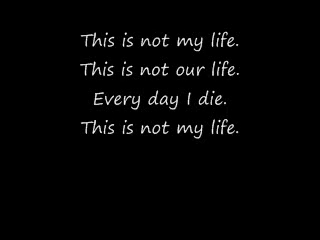 This is not my life.
This is not our life.
Every day I die.
This is not my life.